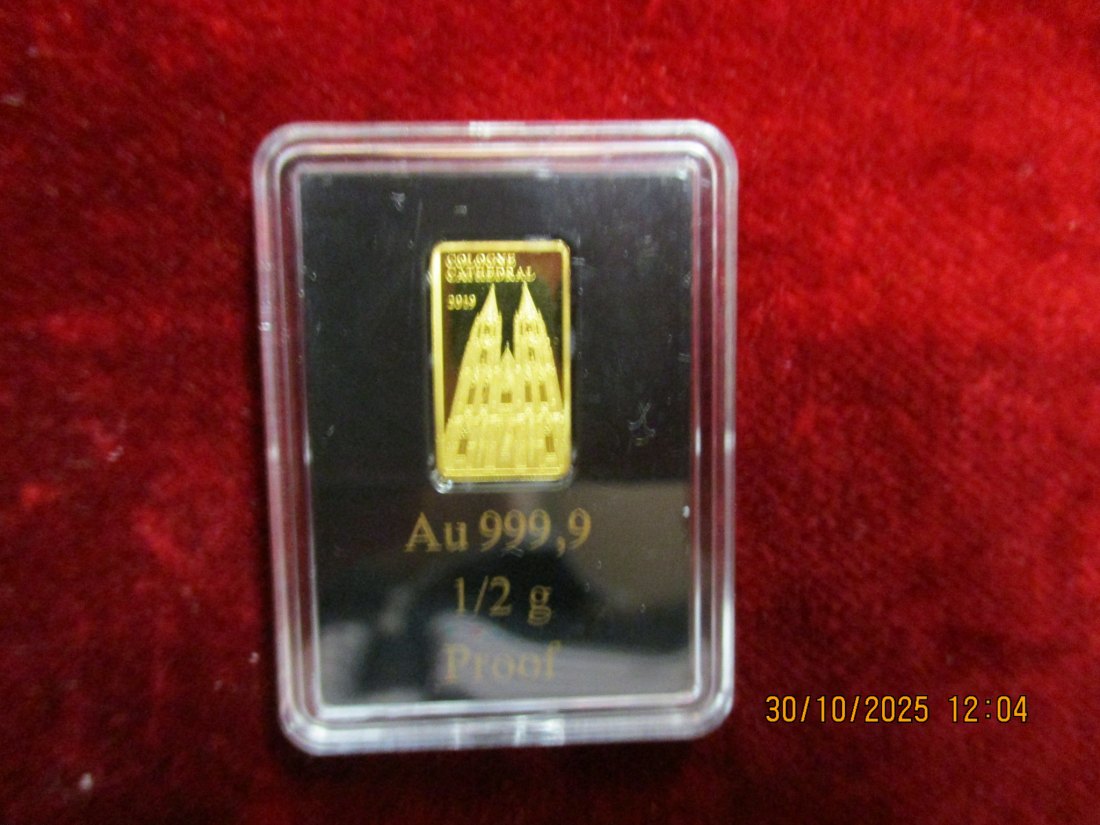 COLOGNE
CATHEDRAL
2019
Au 999,9
1/2 g
Proof
30/10/2025 12:04